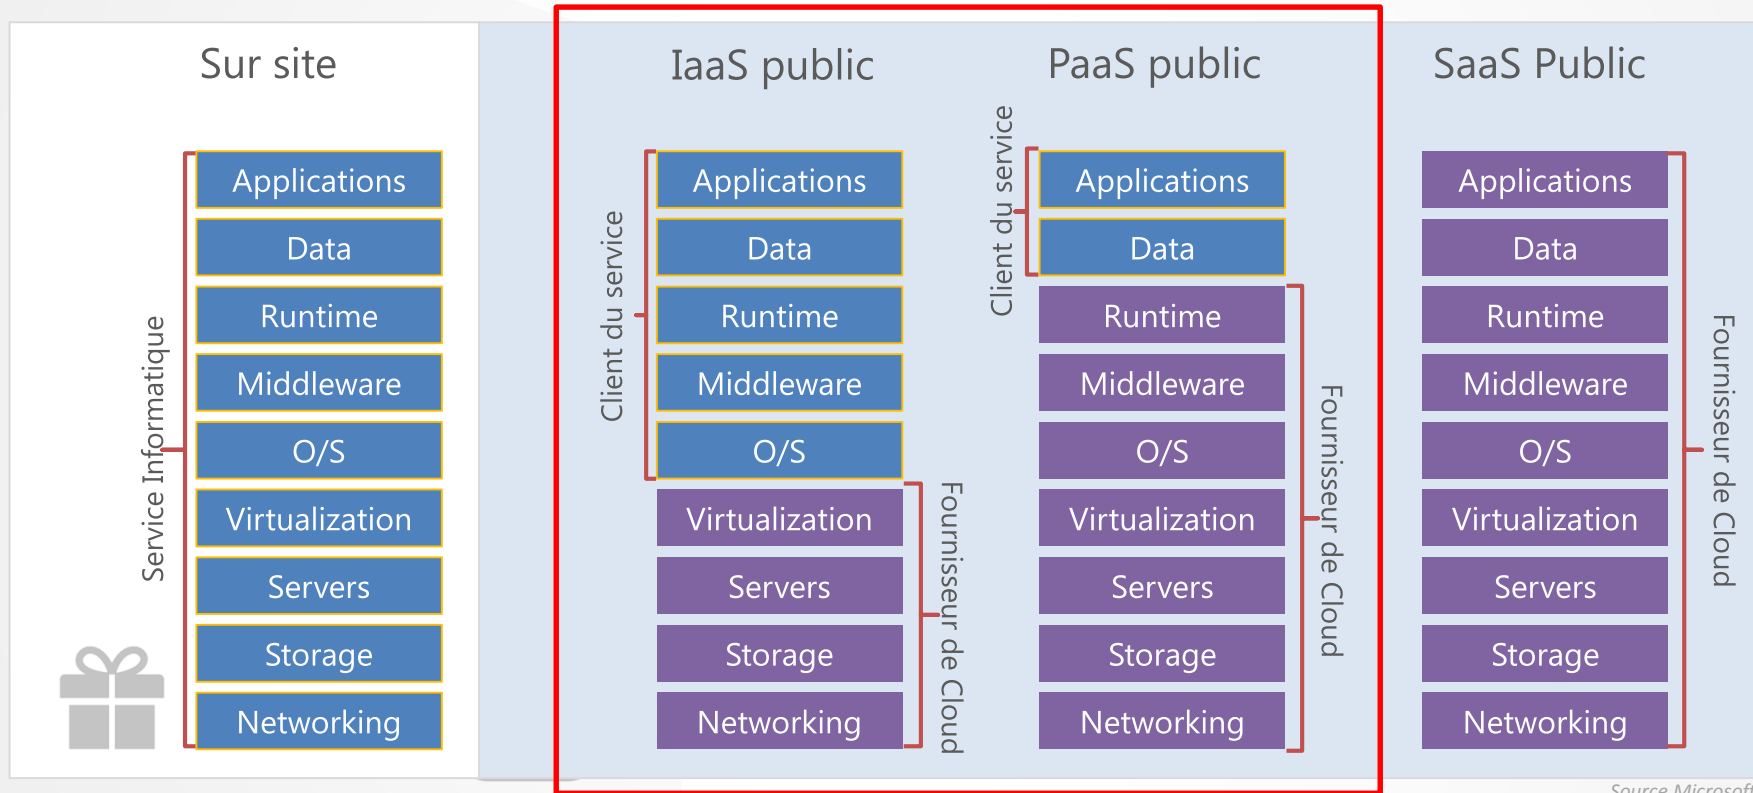 Sur site
Service Informatique
Applications
Data
Runtime
Middleware
O/S
Virtualization
Servers
Storage
Networking
IaaS public
Client du service
Applications
Data
Runtime
Middleware
O/S
Virtualization
Servers
Storage
Networking
Fournisseur de Cloud
PaaS public
Client du service
Applications
Data
Runtime
Middleware
O/S
Virtualization
Servers
Storage
Networking
Fournisseur de Cloud
SaaS Public
Applications
Data
Runtime
Middleware
O/S
Virtualization
Servers
Storage
Networking
Fournisseur de Cloud
Source Microsoft